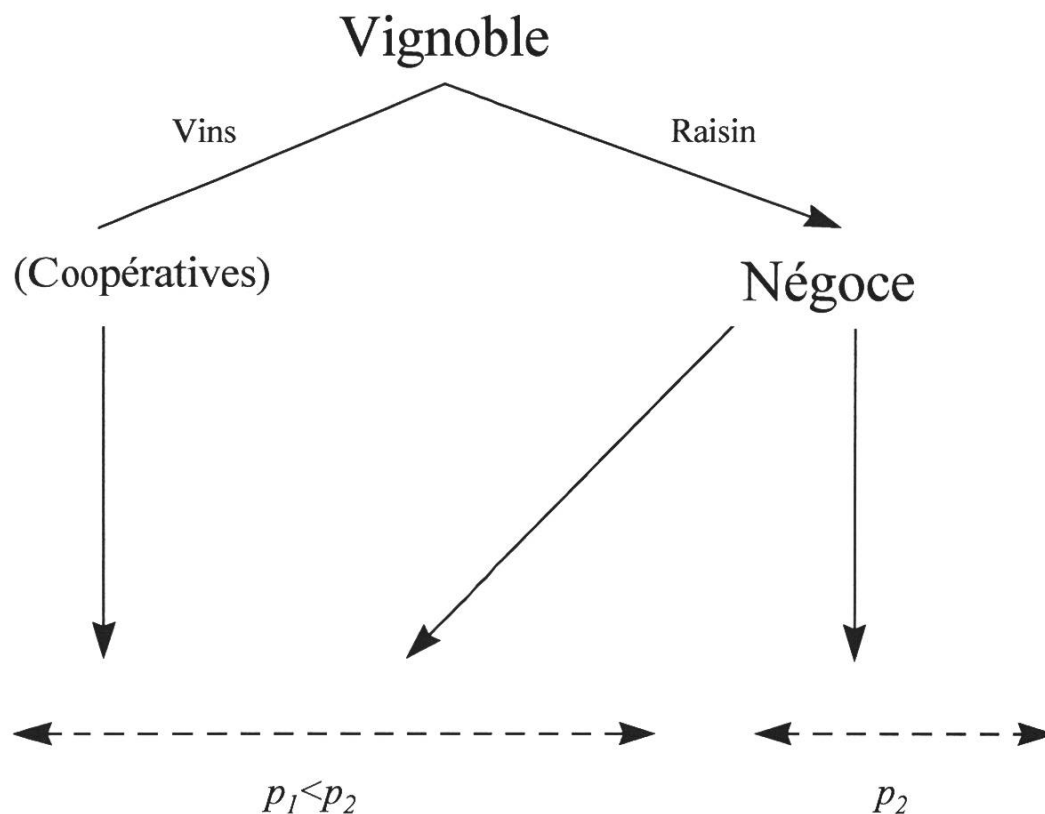 Vignoble
Vins
Raisin
(Coopératives)
Négoce
p1<p2
p2